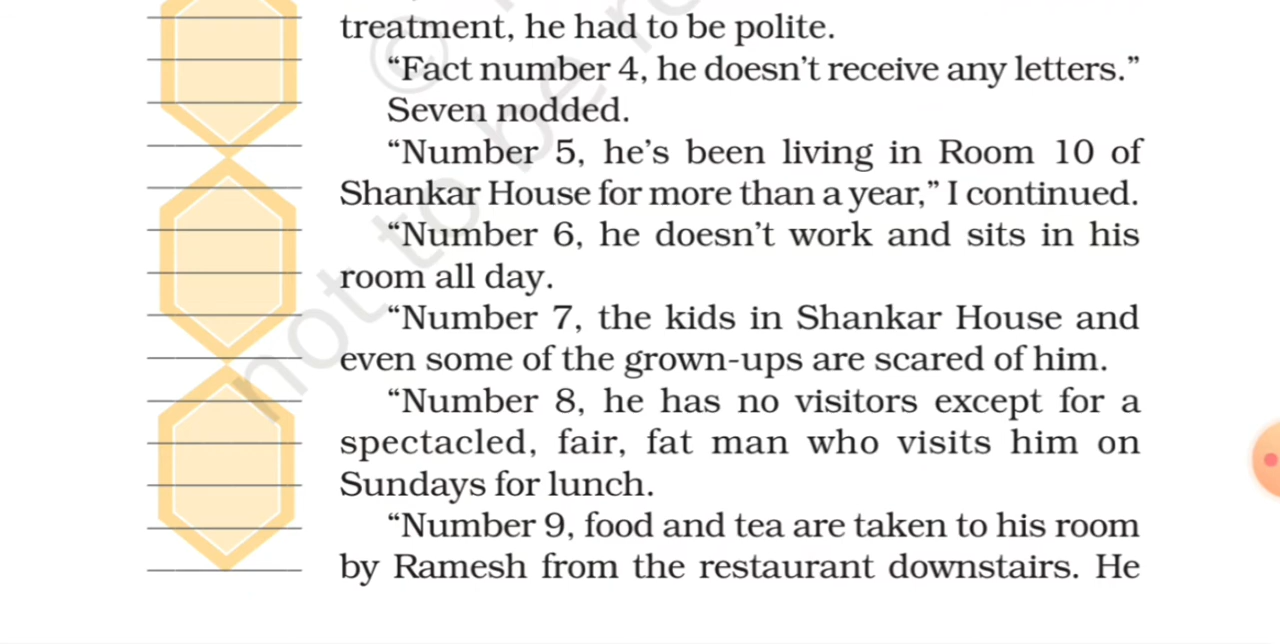 treatment, he had to be polite.
“Fact number 4, he doesn’t receive any letters.”
Seven nodded.
“Number 5, he’s been living in Room 10 of
Shankar House for more than a year,” I continued.
“Number 6, he doesn’t work and sits in his
room all day.
“Number 7, the kids in Shankar House and
even some of the grown-ups are scared of him.
“Number 8, he has no visitors except for a
spectacled, fair, fat man who visits him on
Sundays for lunch.
“Number 9, food and tea are taken to his room
by Ramesh from the restaurant downstairs. He
©
not to be